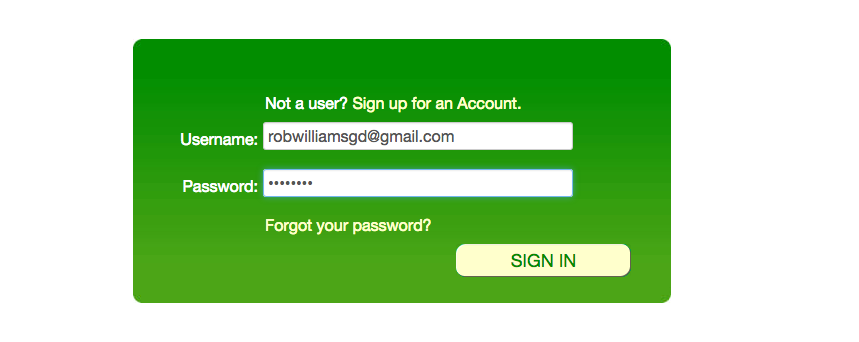 Not a user? Sign up for an Account.
Username: robwilliamsgd@gmail.com
Password: ••••••••
Forgot your password?
SIGN IN